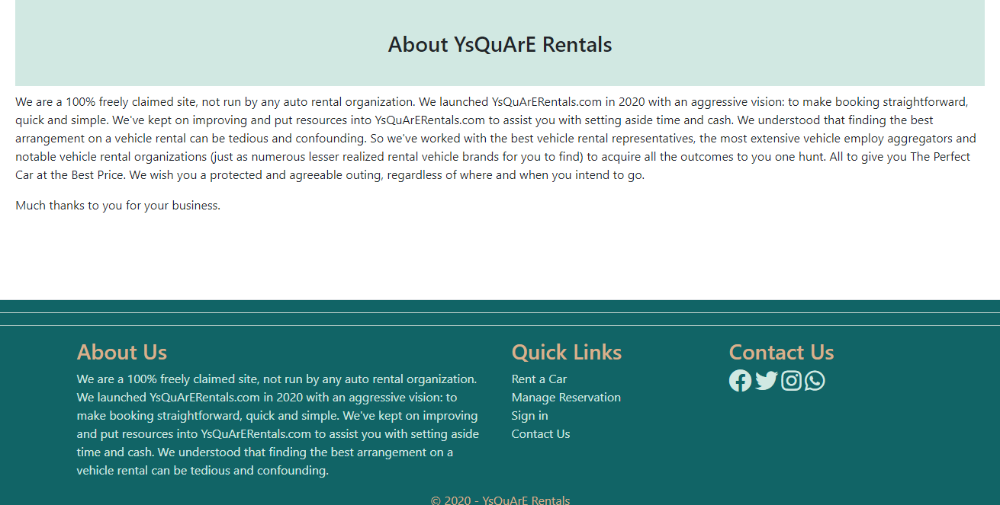 About YsQuArE Rentals
We are a 100% freely claimed site, not run by any auto rental organization. We launched YsQuArERentals.com in 2020 with an aggressive vision: to make booking straightforward,
quick and simple. We've kept on improving and put resources into YsQuArERentals.com to assist you with setting aside time and cash. We understood that finding the best
arrangement on a vehicle rental can be tedious and confounding. So we've worked with the best vehicle rental representatives, the most extensive vehicle employ aggregators and
notable vehicle rental organizations (just as numerous lesser realized rental vehicle brands for you to find) to acquire all the outcomes to you one hunt. All to give you The Perfect
Car at the Best Price. We wish you a protected and agreeable outing, regardless of where and when you intend to go.
Much thanks to you for your business.
About Us
We are a 100% freely claimed site, not run by any auto rental organization.
We launched YsQuArERentals.com in 2020 with an aggressive vision: to
make booking straightforward, quick and simple. We've kept on improving
and put resources into YsQuArERentals.com to assist you with setting aside
time and cash. We understood that finding the best arrangement on a
vehicle rental can be tedious and confounding.
Quick Links
Rent a Car
Manage Reservation
Sign in
Contact Us
Contact Us
© 2020 - YsQuArE Rentals